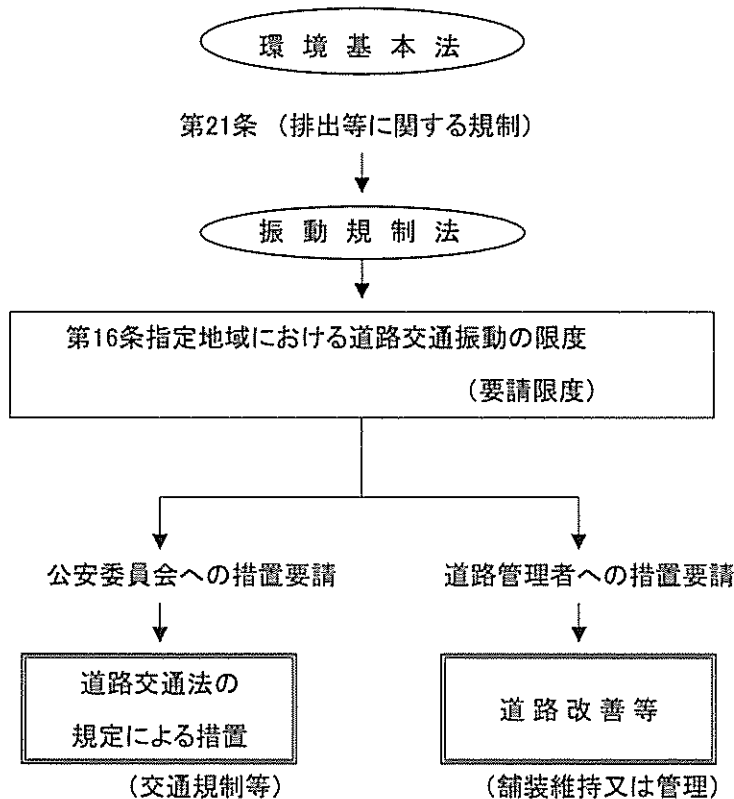 環境基本法
第21条 (排出等に関する規制)
振動規制法
第16条指定地域における道路交通振動の限度
(要請限度)
公安委員会への措置要請
道路管理者への措置要請
道路交通法の
規定による措置
道路改善等
(交通規制等)
(舗装維持又は管理)